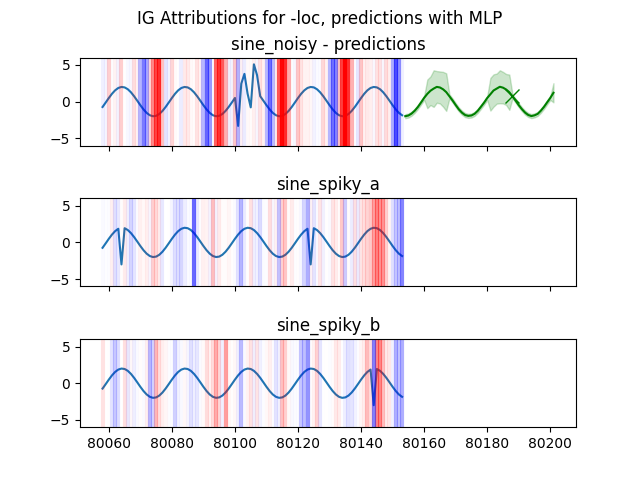 IG Attributions for -loc, predictions with MLP
sine_noisy - predictions
5
0
−5
sine_spiky_a
5
0
−5
sine_spiky_b
5
0
−5
80060 80080 80100 80120 80140 80160 80180 80200